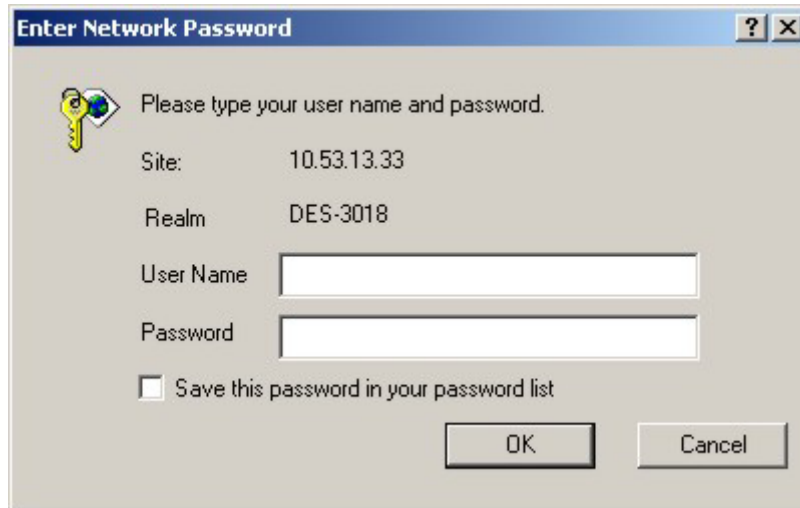 Enter Network Password
Please type your user name and password.
Site: 10.53.13.33
Realm DES-3018
User Name
Password
Save this password in your password list
OK Cancel